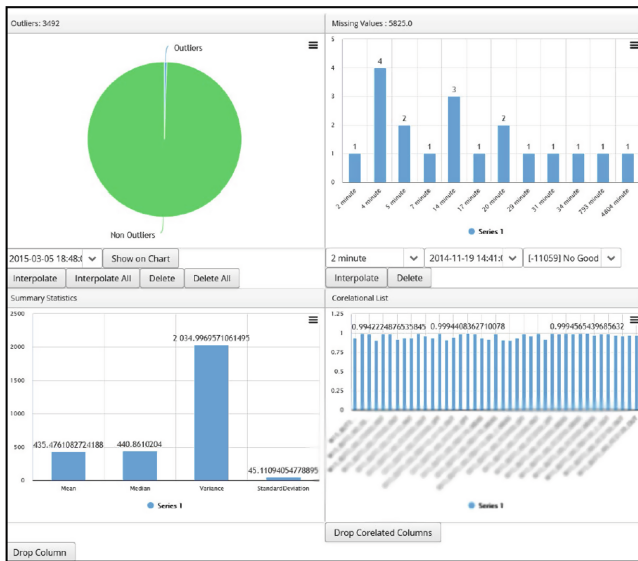 Outliers: 3492
Outliers
Non Outliers
2015-03-05 18:48:(
Show on Chart
Interpolate
Interpolate All
Delete
Delete All
Missing Values : 5825.0
5
4
3
2
1
0
1
4
2
1
3
1
2
1
1
1
1
1
2 minute
4 minute
5 minute
7 minute
14 minute
17 minute
20 minute
29 minute
31 minute
34 minute
793 minute
4804 minute
Series 1
2 minute
2014-11-19 14:41:(
[-11059] No Good
Interpolate
Delete
Summary Statistics
2500
2000
1500
1000
500
0
435.4761082724188
440.8610204
2 034.9969571061495
45.11094054778895
Mean
Median
Variance
StandardDeviation
Series 1
Drop Column
Corelational List
1.25
1
0.75
0.5
0.25
0
0.9942224876535845
0.9994408362710078
0.9994565439685632
Series 1
Drop Corelated Columns